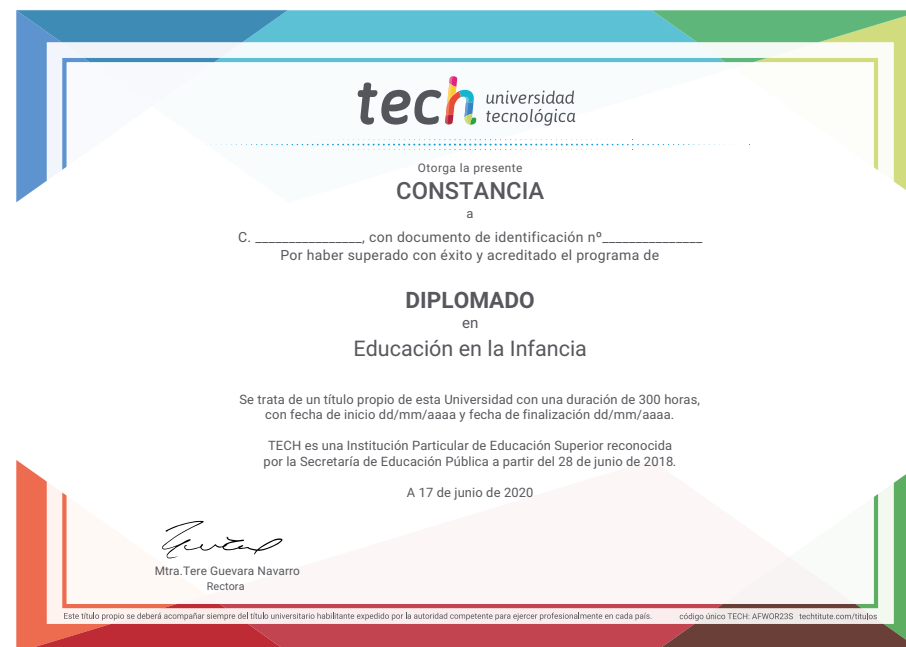 tech universidad
tecnológica
Otorga la presente
CONSTANCIA
a
C. ________________, con documento de identificación nº_______________
Por haber superado con éxito y acreditado el programa de
DIPLOMADO
en
Educación en la Infancia
Se trata de un título propio de esta Universidad con una duración de 300 horas,
con fecha de inicio dd/mm/aaaa y fecha de finalización dd/mm/aaaa.
TECH es una Institución Particular de Educación Superior reconocida
por la Secretaría de Educación Pública a partir del 28 de junio de 2018.
A 17 de junio de 2020
Mtra.Tere Guevara Navarro
Rectora
Este título propio se deberá acompañar siempre del título universitario habilitante expedido por la autoridad competente para ejercer profesionalmente en cada país. código único TECH: AFWOR23S techtitute.com/titulos